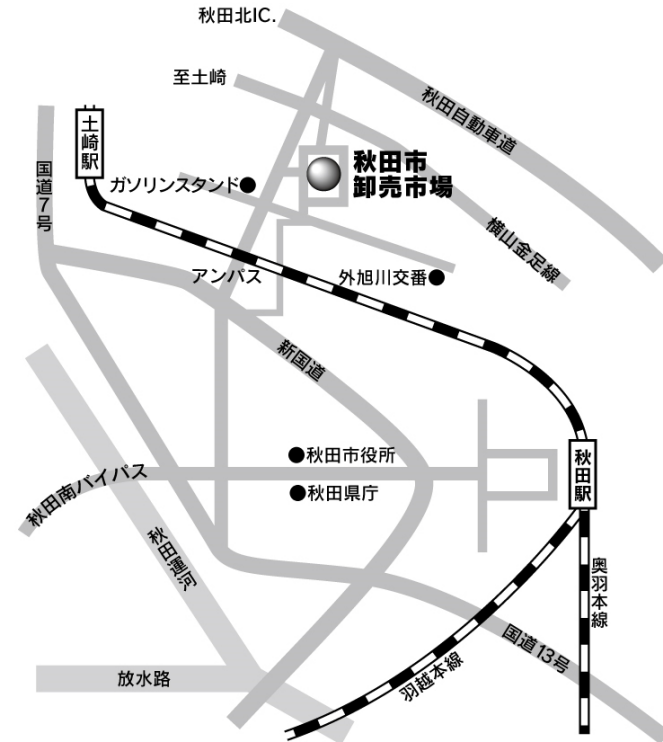 秋田北IC.
至土崎
秋田自動車道
土崎駅
国道7号
ガソリンスタンド
秋田市
卸売市場
横山金足線
アンパス
外旭川交番
新国道
秋田市役所
秋田県庁
秋田駅
秋田南バイパス
秋田運河
奥羽本線
国道13号
羽越本線
放水路